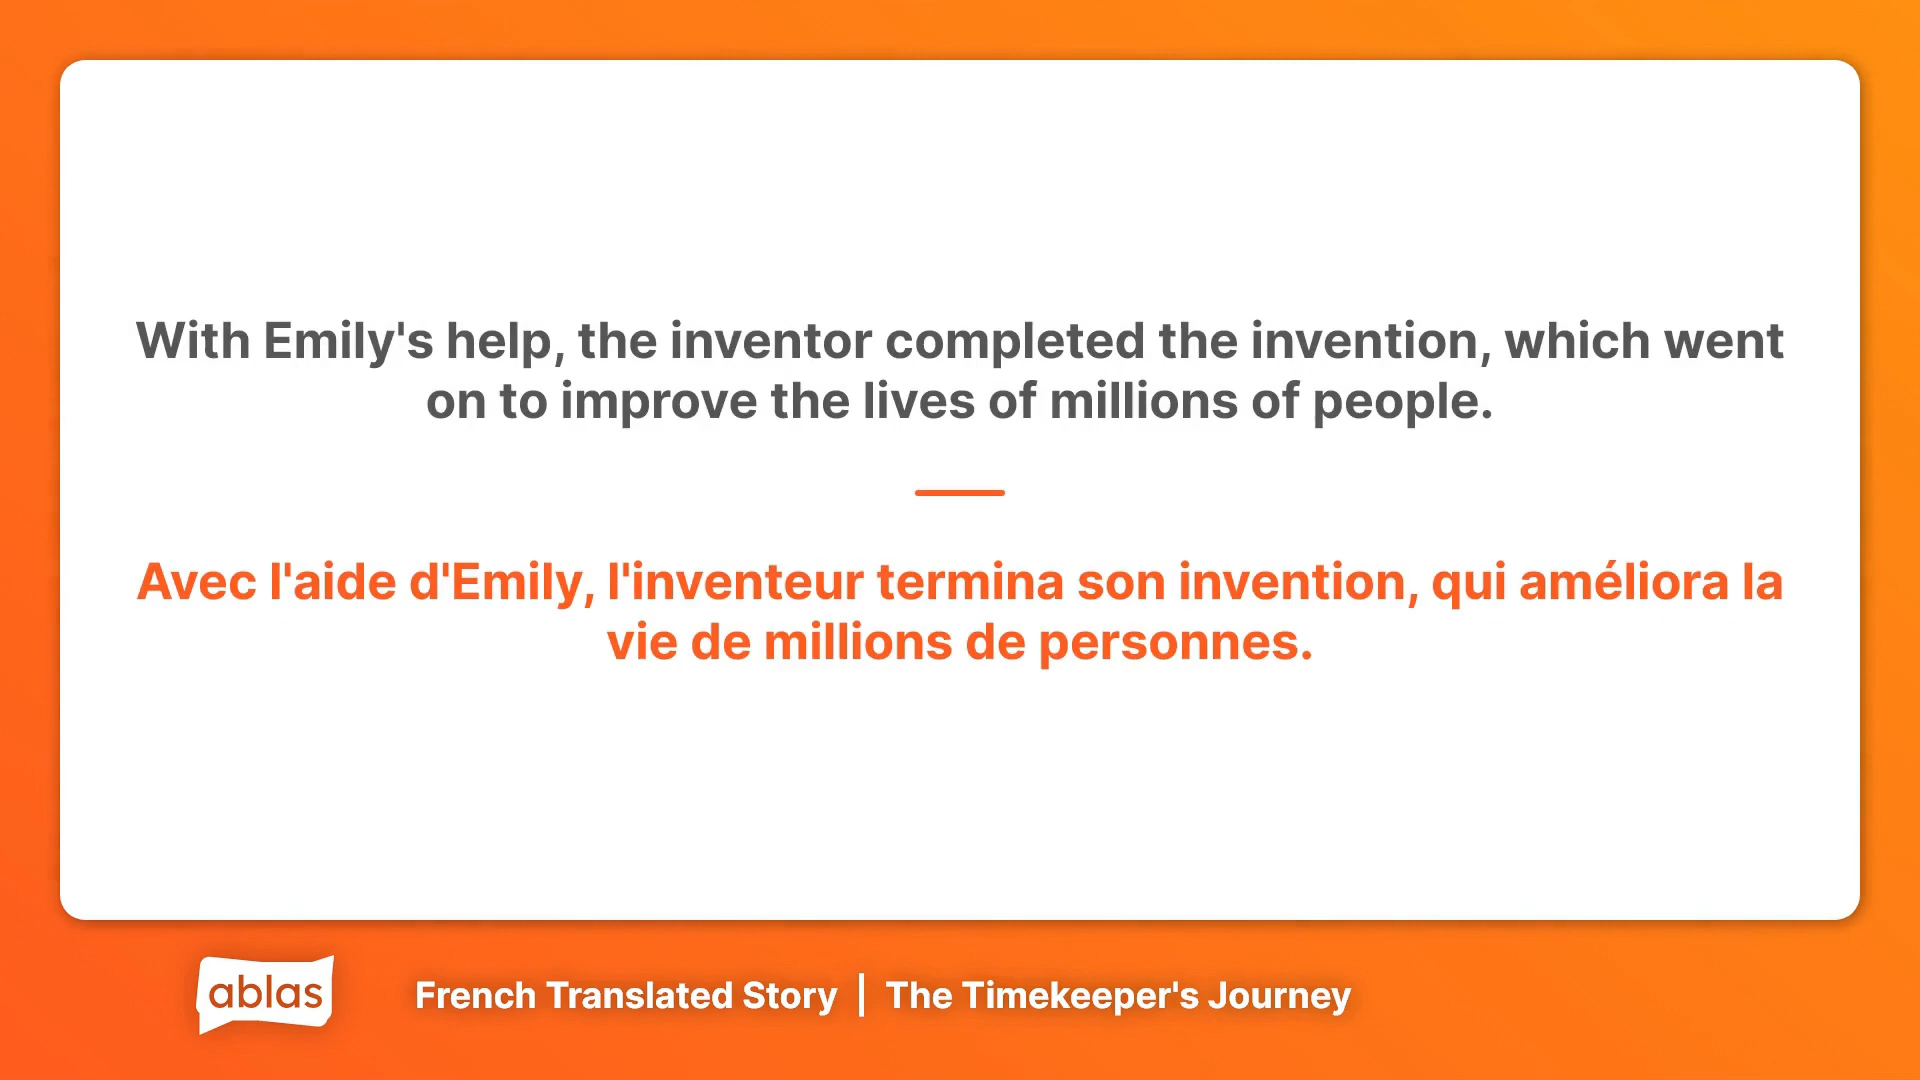 With Emily's help, the inventor completed the invention, which went
on to improve the lives of millions of people.
Avec l'aide d'Emily, l'inventeur termina son invention, qui améliora la
vie de millions de personnes.
ablas
French Translated Story | The Timekeeper's Journey